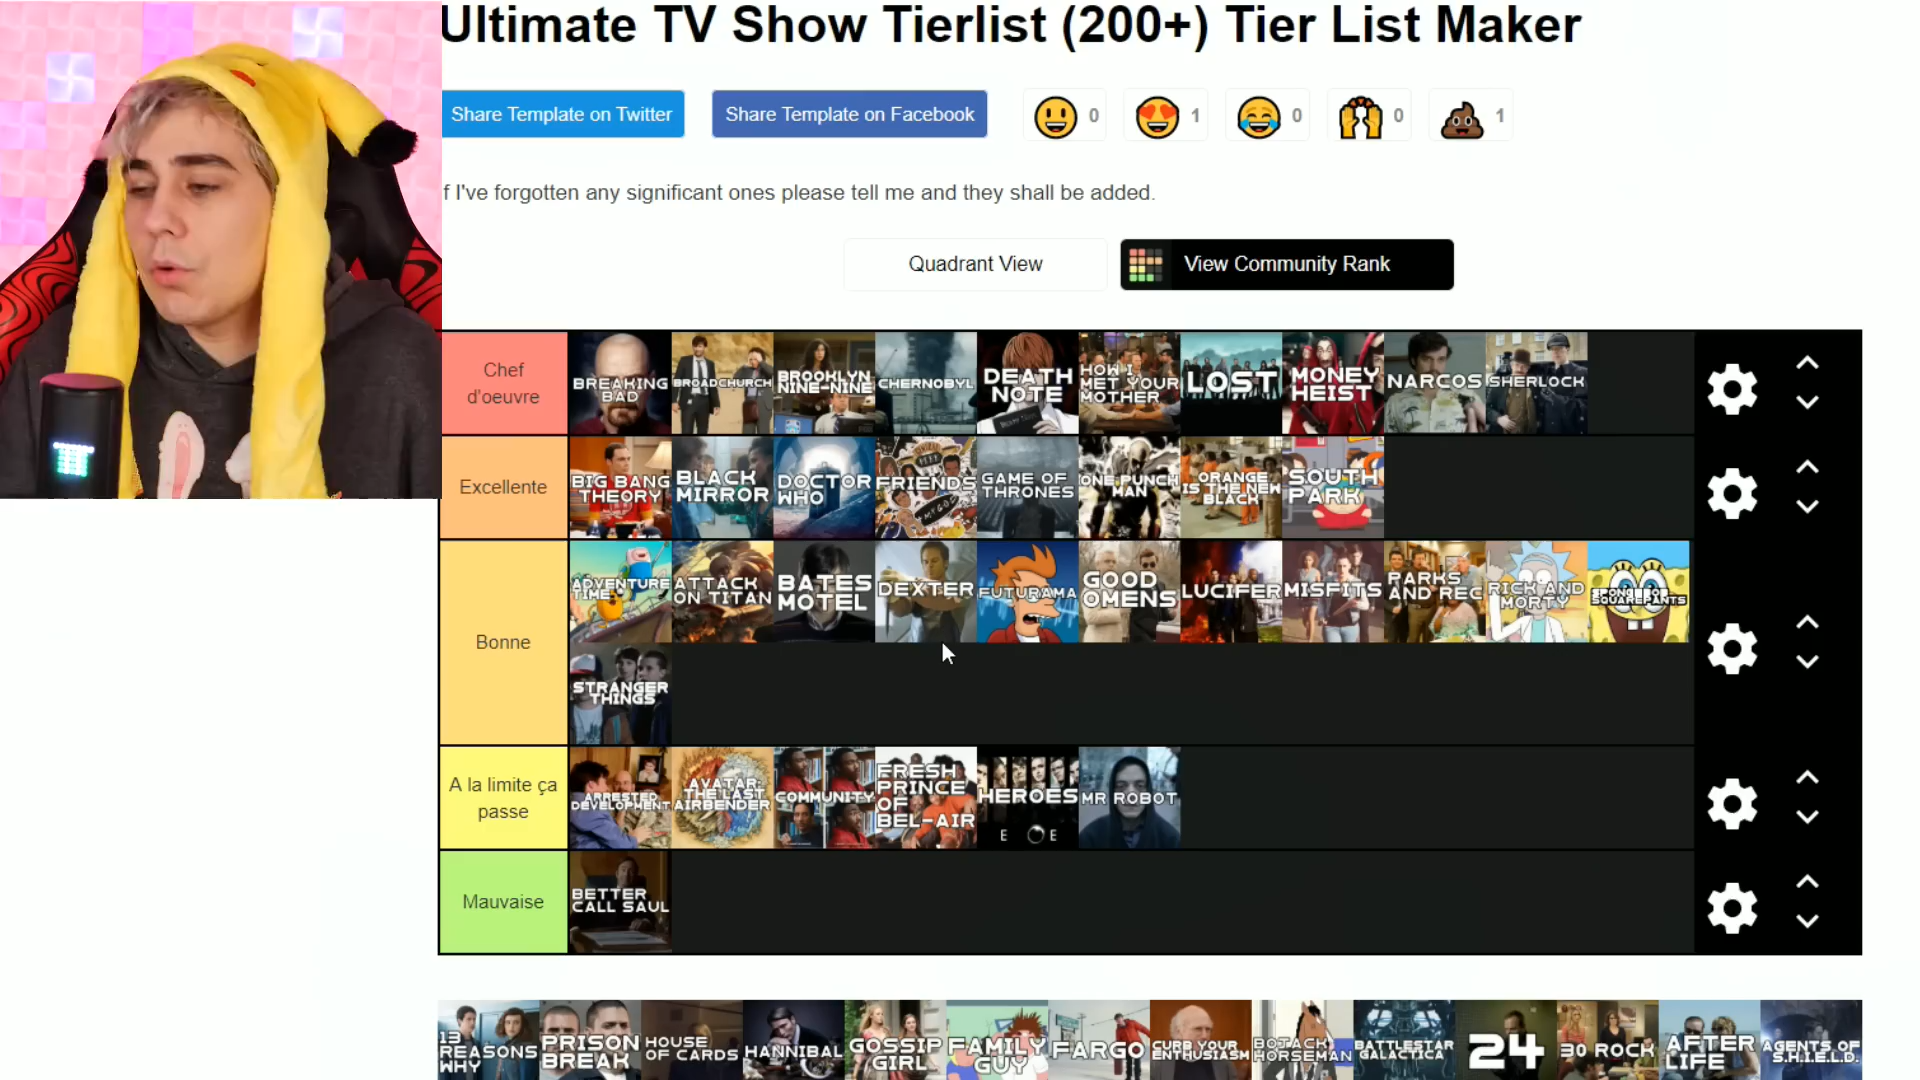 Ultimate TV Show Tierlist (200+) Tier List Maker
Share Template on Twitter
Share Template on Facebook
0
1
0
0
1
f I've forgotten any significant ones please tell me and they shall be added.
Quadrant View
View Community Rank
Chef
d'oeuvre
BREAKING
BAD
BROADCHURCH
BROOKLYN
NINE-NINE
CHERNOBYL
DEATH
NOTE
HOW I
MET YOUR
MOTHER
LOST
MONEY
HEIST
NARCOS
SHERLOCK
Excellente
BIG BANG
THEORY
BLACK
MIRROR
DOCTOR
WHO
FRIENDS
GAME OF
THRONES
ONE PUNCH
MAN
ORANGE
IS THE NEW
BLACK
SOUTH
PARK
Bonne
ADVENTURE
TIME
ATTACK
ON TITAN
BATES
MOTEL
DEXTER
FUTURAMA
GOOD
OMENS
LUCIFER
MISFITS
PARKS
AND REC
RICK AND
MORTY
SPONGEBOB
SQUAREPANTS
STRANGER
THINGS
A la limite ça
passe
ARRESTED
DEVELOPMENT
AVATAR:
THE LAST
AIRBENDER
COMMUNITY
FRESH
PRINCE
OF
BEL-AIR
HEROES
E E
MR ROBOT
Mauvaise
BETTER
CALL SAUL
13
REASONS
WHY
PRISON
BREAK
HOUSE
OF CARDS
HANNIBAL
GOSSIP
GIRL
FAMILY
GUY
FARGO
CURB YOUR
ENTHUSIASM
BOJACK
HORSEMAN
BATTLESTAR
GALACTICA
24
30 ROCK
AFTER
LIFE
AGENTS OF
S.H.I.E.L.D.